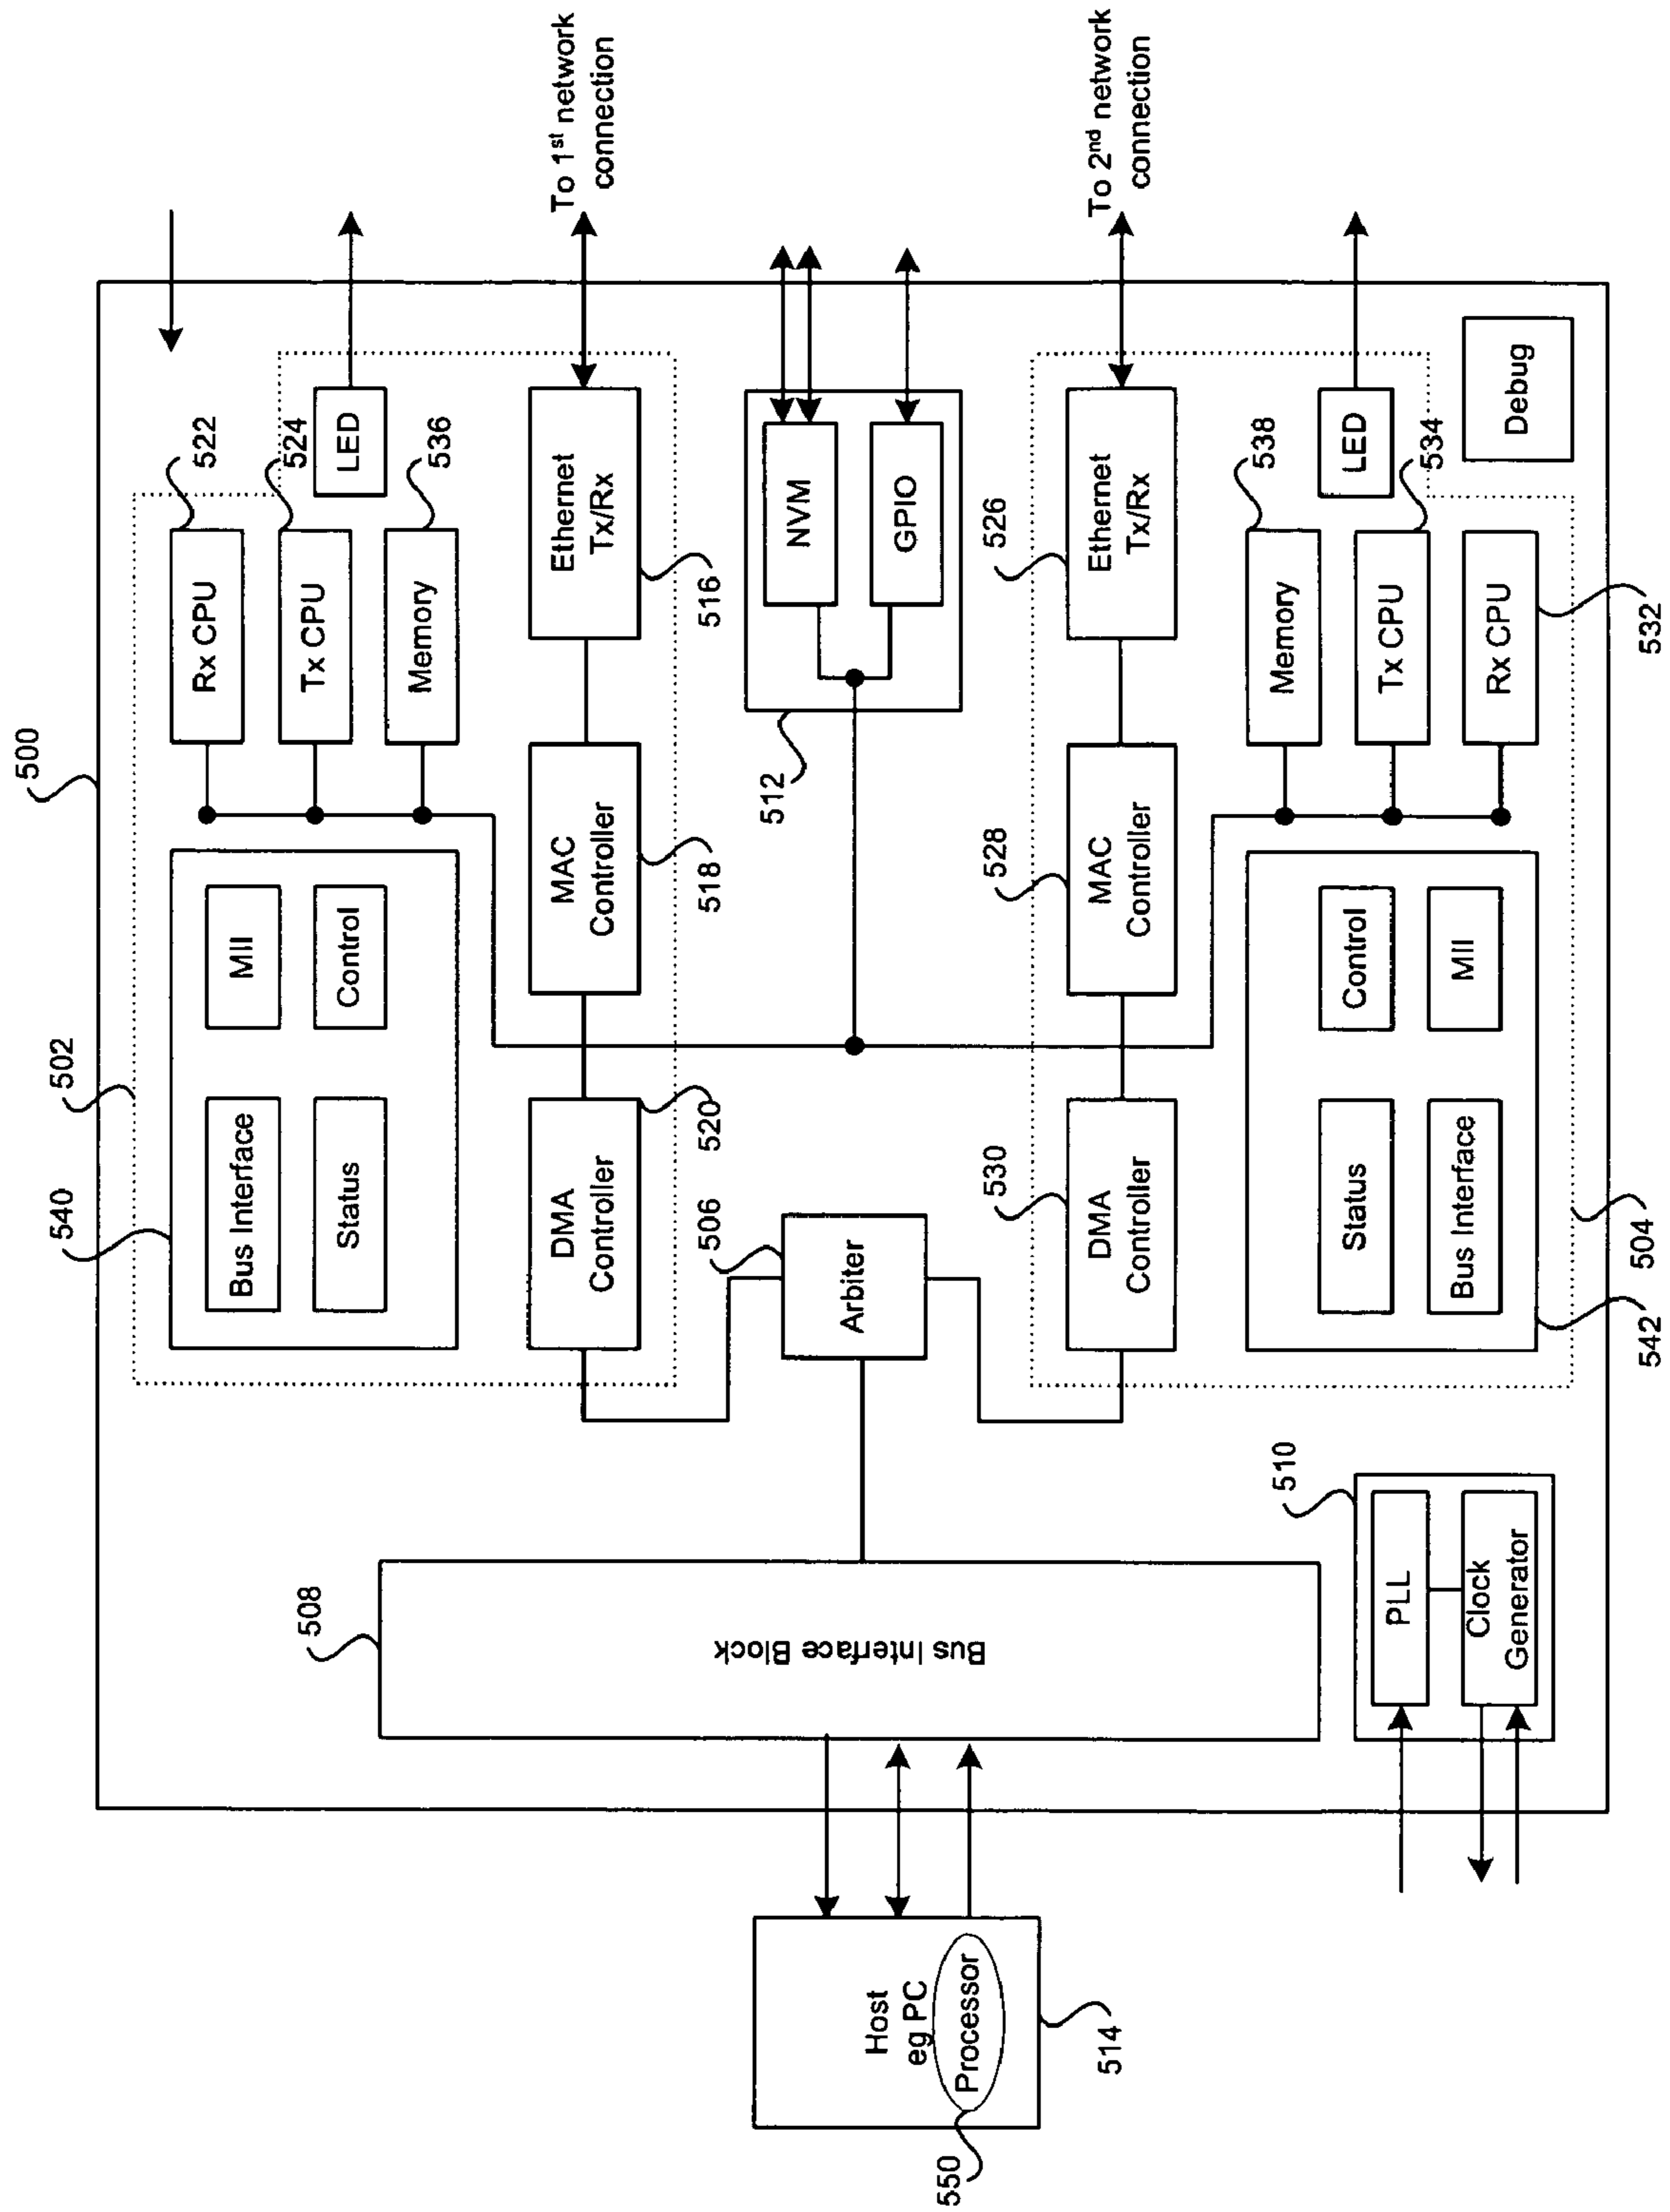 500
502
540
Bus Interface
MII
Status
Control
Rx CPU
522
Tx CPU
524
Memory
536
LED
DMA
Controller
520
MAC
Controller
518
Ethernet
Tx/Rx
516
To 1st network
connection
508
Bus Interface Block
506
Arbiter
512
NVM
GPIO
Host
eg PC
Processor
514
550
530
DMA
Controller
528
MAC
Controller
526
Ethernet
Tx/Rx
To 2nd network
connection
538
Memory
LED
Tx CPU
534
Rx CPU
532
Status
Control
Bus Interface
MII
542
504
510
PLL
Clock
Generator
Debug